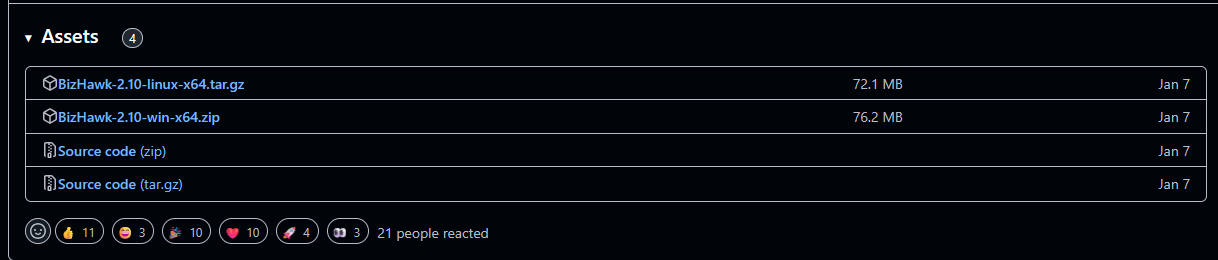 Assets 4
BizHawk-2.10-linux-x64.tar.gz 72.1 MB Jan 7
BizHawk-2.10-win-x64.zip 76.2 MB Jan 7
Source code (zip) Jan 7
Source code (tar.gz) Jan 7
👍 11 😄 3 🎉 10 ❤️ 10 🚀 4 👀 3 21 people reacted